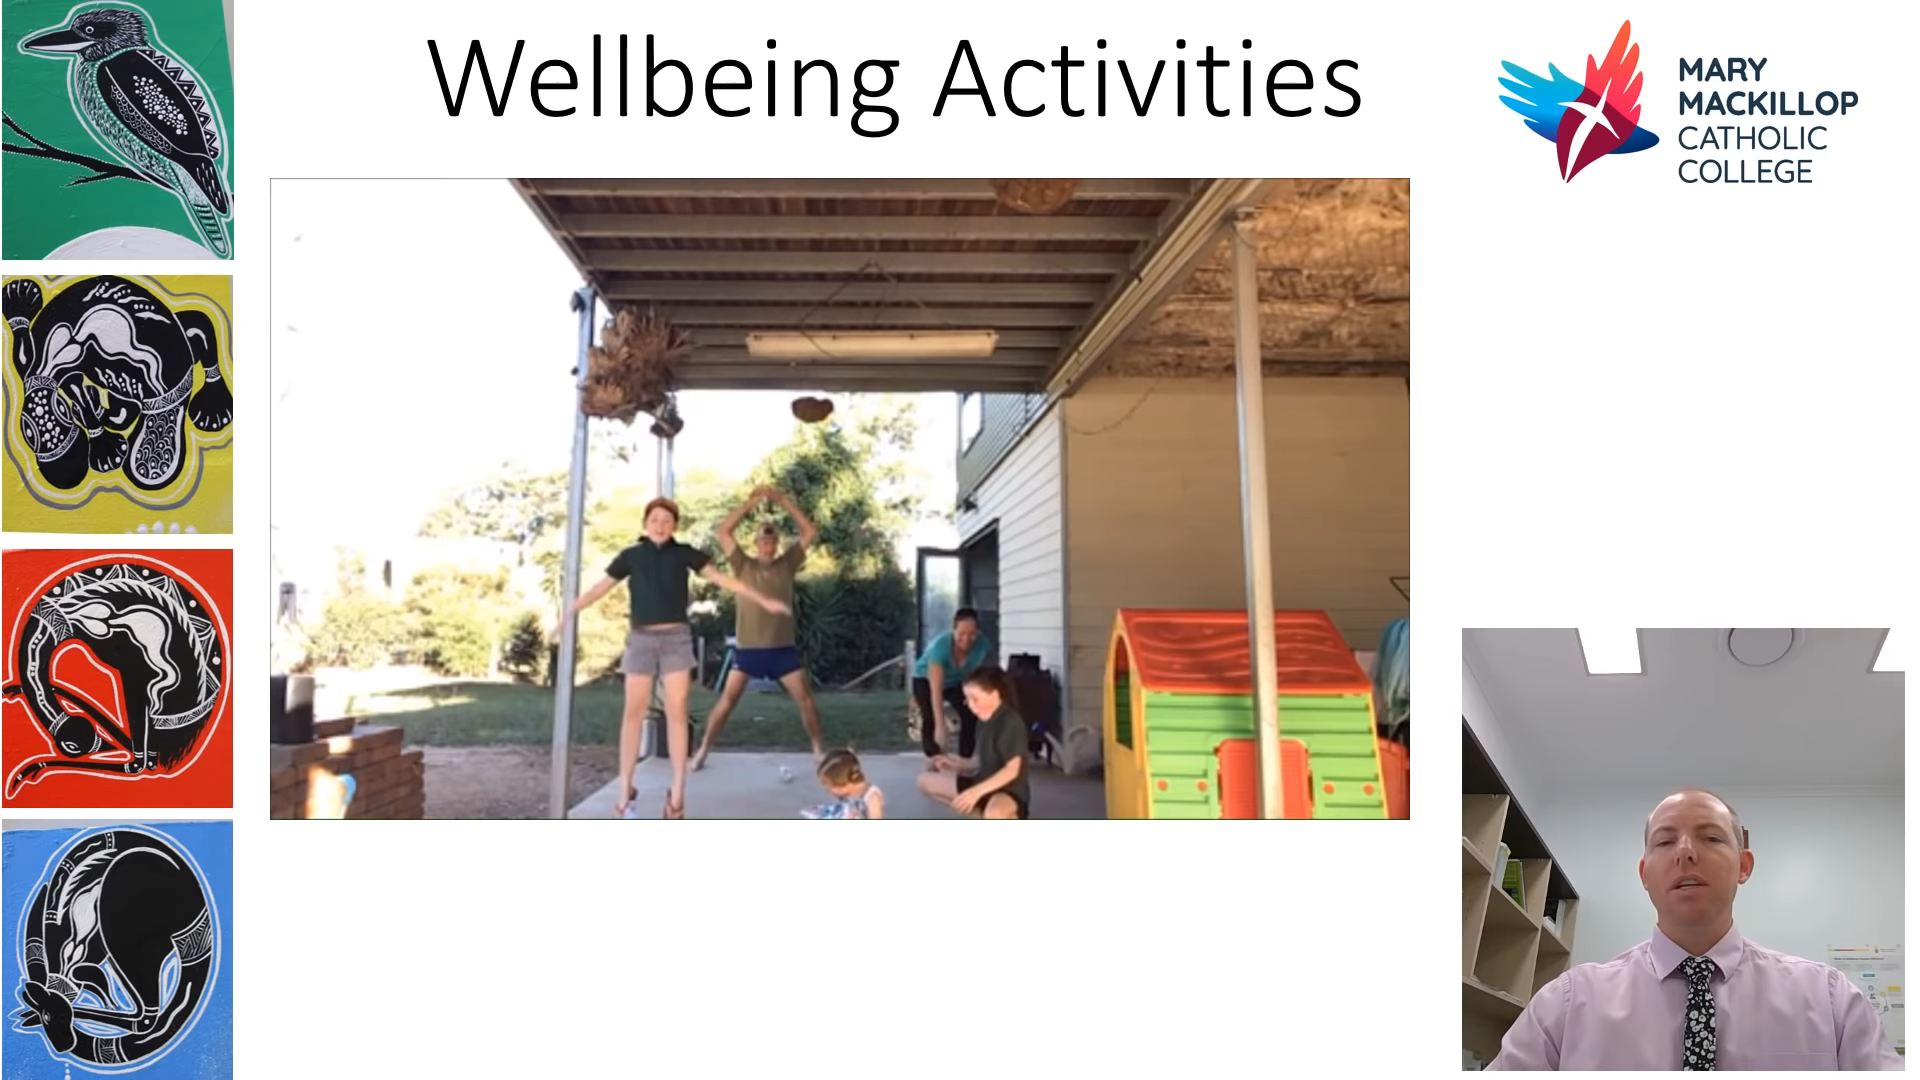 Wellbeing Activities
MARY
MACKILLOP
CATHOLIC
COLLEGE